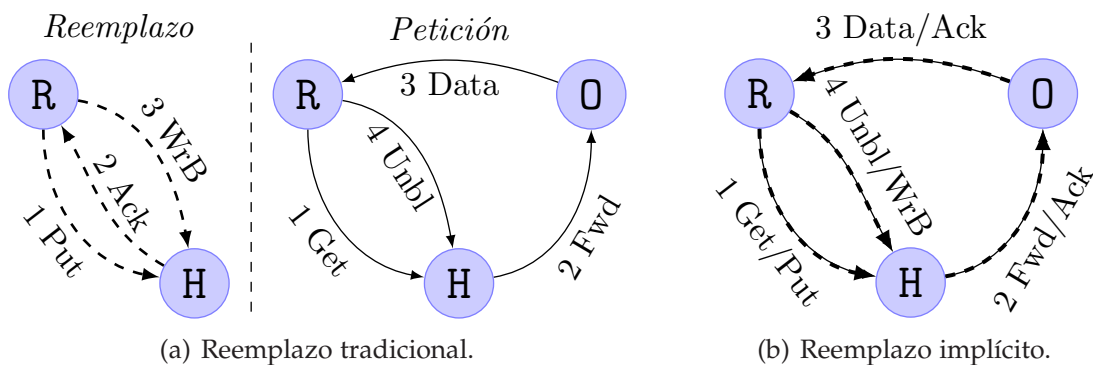 Reemplazo
R
3 WrB
2 Ack
1 Put
H
Petición
R
3 Data
O
4 Unbl
1 Get
2 Fwd
H
(a) Reemplazo tradicional.
3 Data/Ack
R
O
4 Unbl/WrB
1 Get/Put
2 Fwd/Ack
H
(b) Reemplazo implícito.